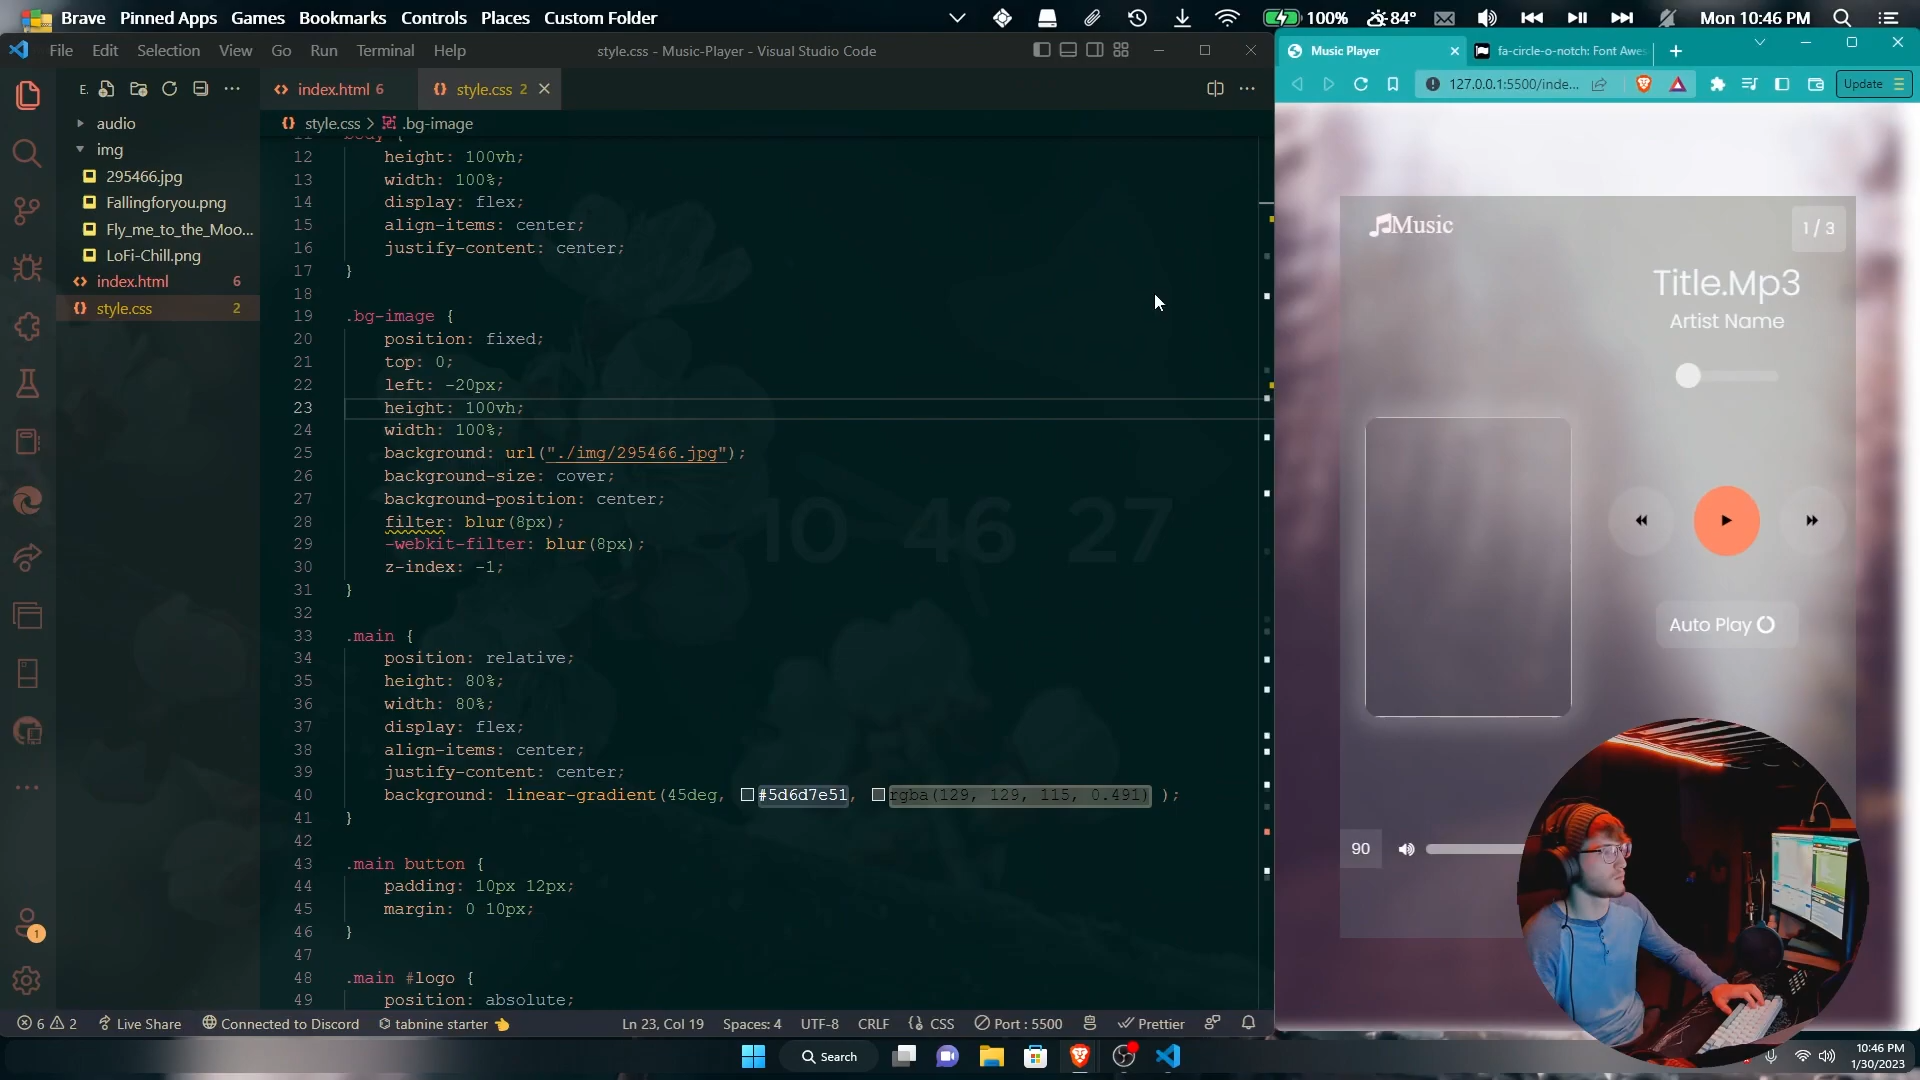 Brave Pinned Apps Games Bookmarks Controls Places Custom Folder
100% 84° Mon 10:46 PM
File Edit Selection View Go Run Terminal Help
style.css - Music-Player - Visual Studio Code
E.
index.html 6
style.css 2
audio
img
295466.jpg
Fallingforyou.png
Fly_me_to_the_Moo...
LoFi-Chill.png
index.html 6
style.css 2
style.css > .bg-image
12 height: 100vh;
13 width: 100%;
14 display: flex;
15 align-items: center;
16 justify-content: center;
17 }
18
19 .bg-image {
20 position: fixed;
21 top: 0;
22 left: -20px;
23 height: 100vh;
24 width: 100%;
25 background: url("./img/295466.jpg");
26 background-size: cover;
27 background-position: center;
28 filter: blur(8px);
29 -webkit-filter: blur(8px);
30 z-index: -1;
31 }
32
33 .main {
34 position: relative;
35 height: 80%;
36 width: 80%;
37 display: flex;
38 align-items: center;
39 justify-content: center;
40 background: linear-gradient(45deg, #5d6d7e51, rgba(129, 129, 115, 0.491) );
41 }
42
43 .main button {
44 padding: 10px 12px;
45 margin: 0 10px;
46 }
47
48 .main #logo {
49 position: absolute;
10 46 27
1
6 2 Live Share Connected to Discord tabnine starter
Ln 23, Col 19 Spaces: 4 UTF-8 CRLF CSS Port : 5500 Prettier
Music Player
fa-circle-o-notch: Font Awes
127.0.0.1:5500/inde...
Update
Music
1 / 3
Title.Mp3
Artist Name
Auto Play
90
Search
10:46 PM
1/30/2023